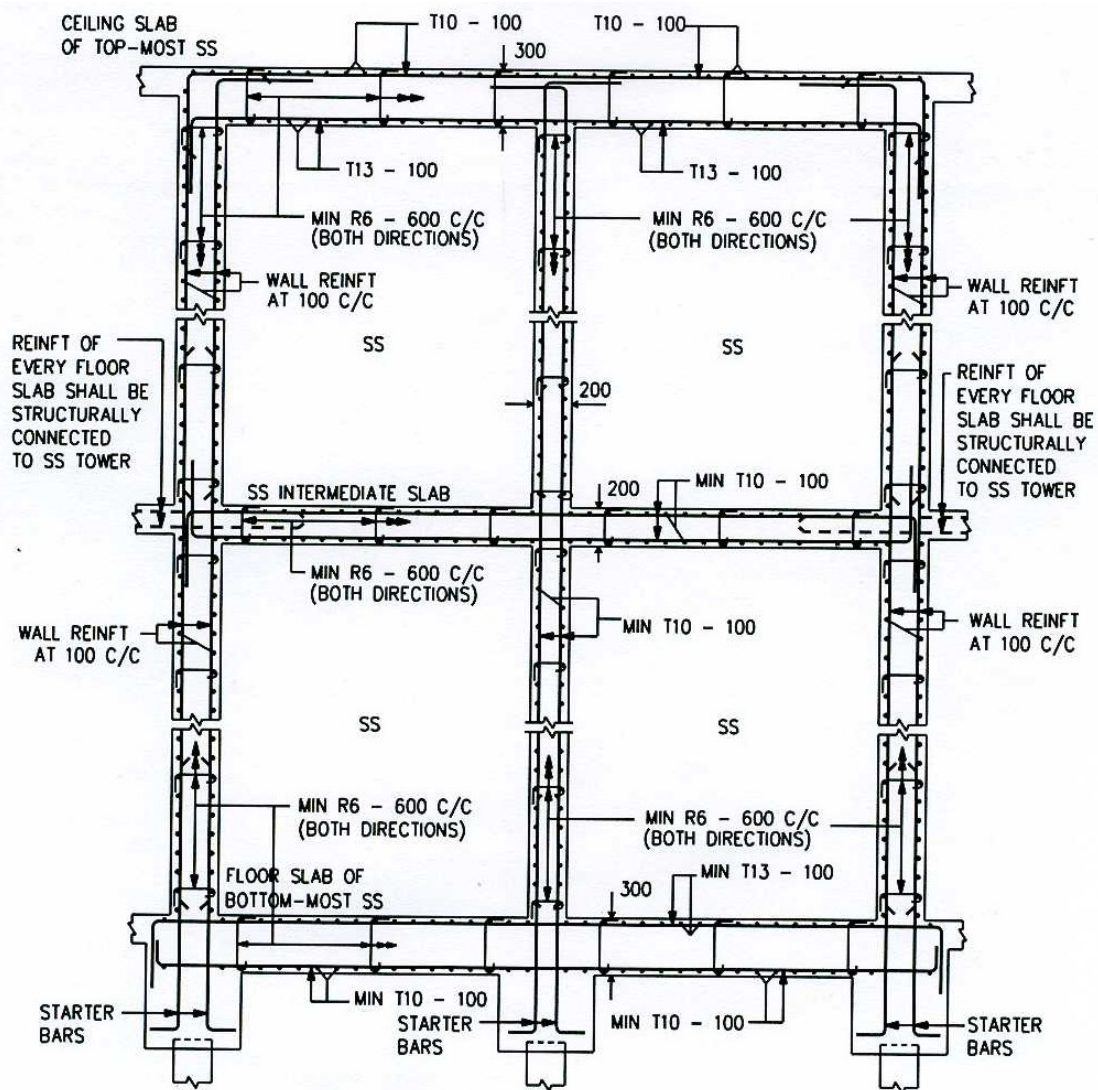 CEILING SLAB
OF TOP-MOST SS
T10 - 100
T10 - 100
300
T13 - 100
T13 - 100
MIN R6 - 600 C/C
(BOTH DIRECTIONS)
MIN R6 - 600 C/C
(BOTH DIRECTIONS)
WALL REINFT
AT 100 C/C
WALL REINFT
AT 100 C/C
REINFT OF
EVERY FLOOR
SLAB SHALL BE
STRUCTURALLY
CONNECTED
TO SS TOWER
SS
SS
REINFT OF
EVERY FLOOR
SLAB SHALL BE
STRUCTURALLY
CONNECTED
TO SS TOWER
200
SS INTERMEDIATE SLAB
200
MIN T10 - 100
MIN R6 - 600 C/C
(BOTH DIRECTIONS)
WALL REINFT
AT 100 C/C
MIN T10 - 100
WALL REINFT
AT 100 C/C
SS
SS
MIN R6 - 600 C/C
(BOTH DIRECTIONS)
MIN R6 - 600 C/C
(BOTH DIRECTIONS)
FLOOR SLAB OF
BOTTOM-MOST SS
300
MIN T13 - 100
MIN T10 - 100
MIN T10 - 100
STARTER
BARS
STARTER
BARS
STARTER
BARS